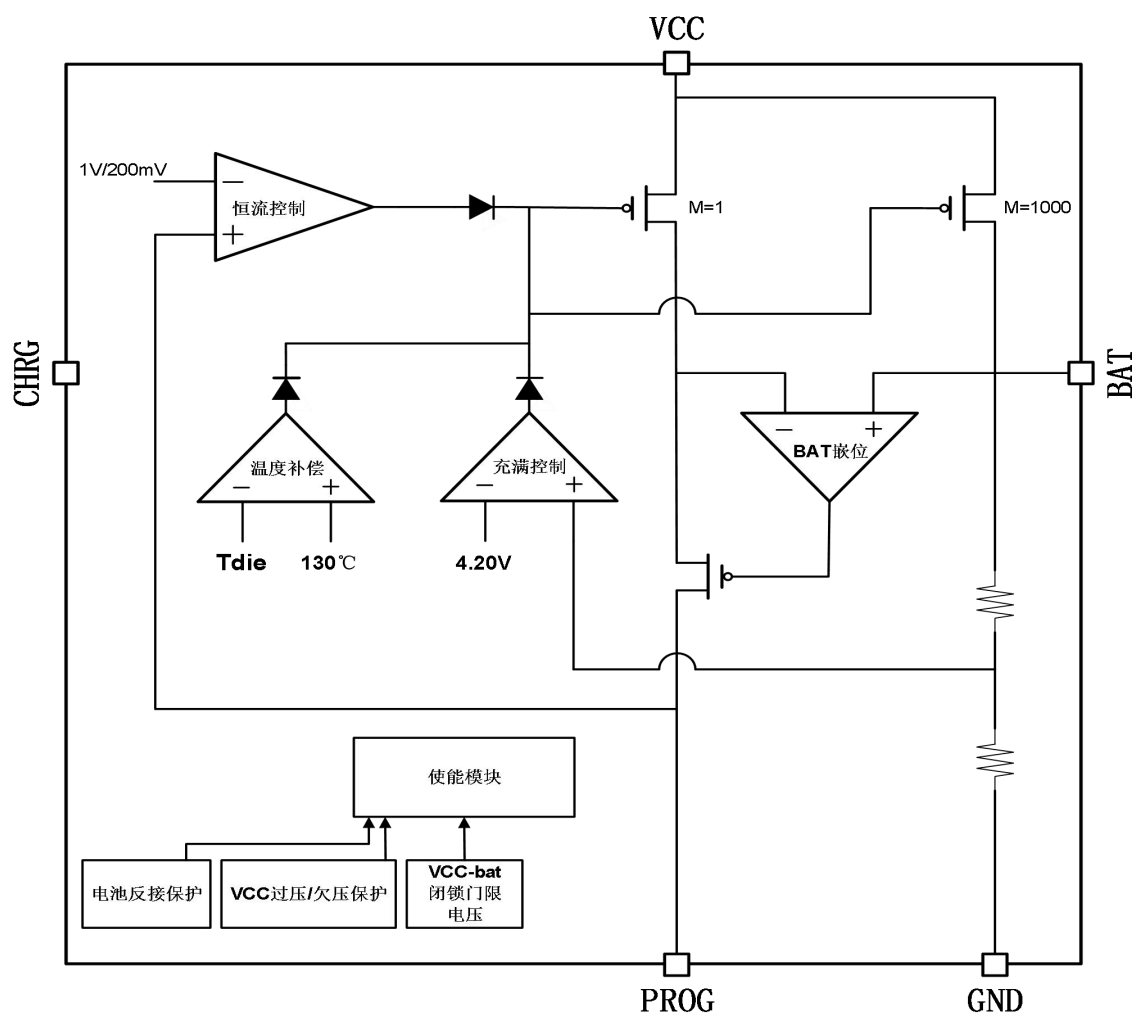 VCC
1V/200mV
恒流控制
M=1
M=1000
CHRG
BAT
BAT嵌位
温度补偿
充满控制
Tdie
130℃
4.20V
使能模块
电池反接保护
VCC过压/欠压保护
VCC-bat
闭锁门限
电压
PROG
GND